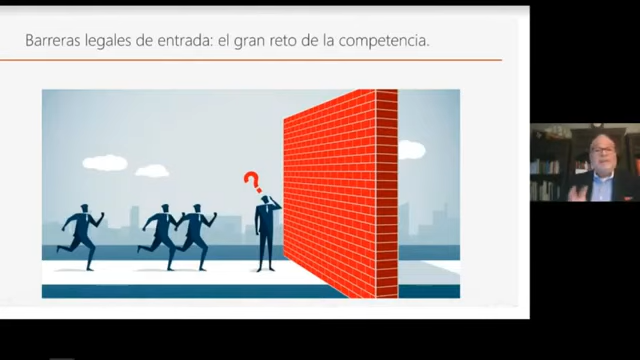 Barreras legales de entrada: el gran reto de la competencia.
?